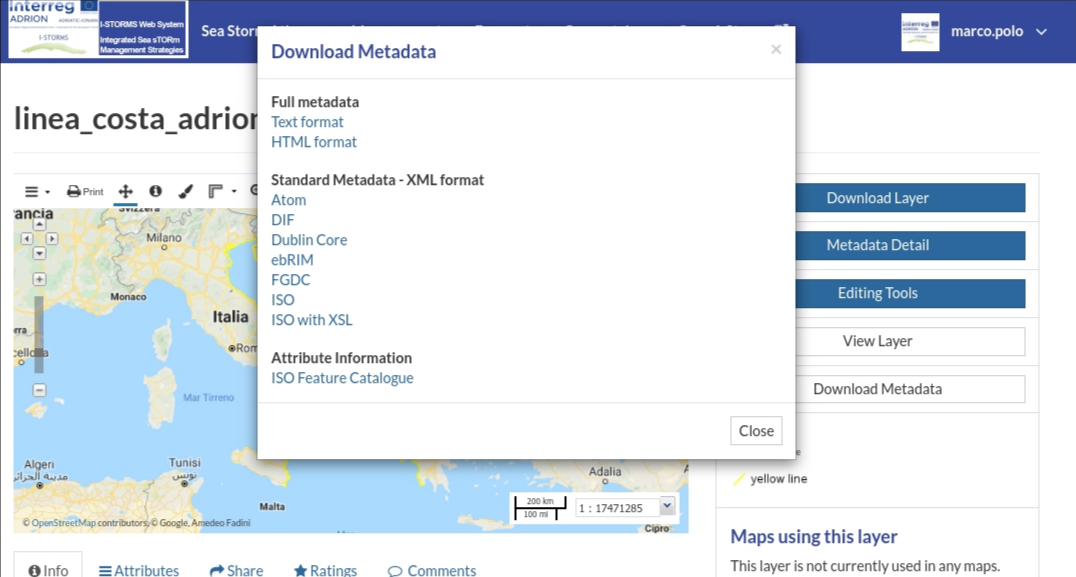 Interreg
ADRION
I-STORMS
I-STORMS Web System
Integrated Sea sTORm
Management Strategies
Sea Stor
marco.polo
linea_costa_adrion
Download Metadata
×
Full metadata
Text format
HTML format
Standard Metadata - XML format
Atom
DIF
Dublin Core
ebRIM
FGDC
ISO
ISO with XSL
Attribute Information
ISO Feature Catalogue
Close
Print
ancia
Svizzera
Milano
Monaco
Italia
Rom
Mar Tirreno
Algeri
مدينة الجزائر
Tunisi
تونس
Malta
Adalia
Cipro
200 km
100 mi
1 : 17471285
© OpenStreetMap contributors, © Google, Amedeo Fadini
Download Layer
Metadata Detail
Editing Tools
View Layer
Download Metadata
yellow line
Maps using this layer
This layer is not currently used in any maps.
Info
Attributes
Share
Ratings
Comments